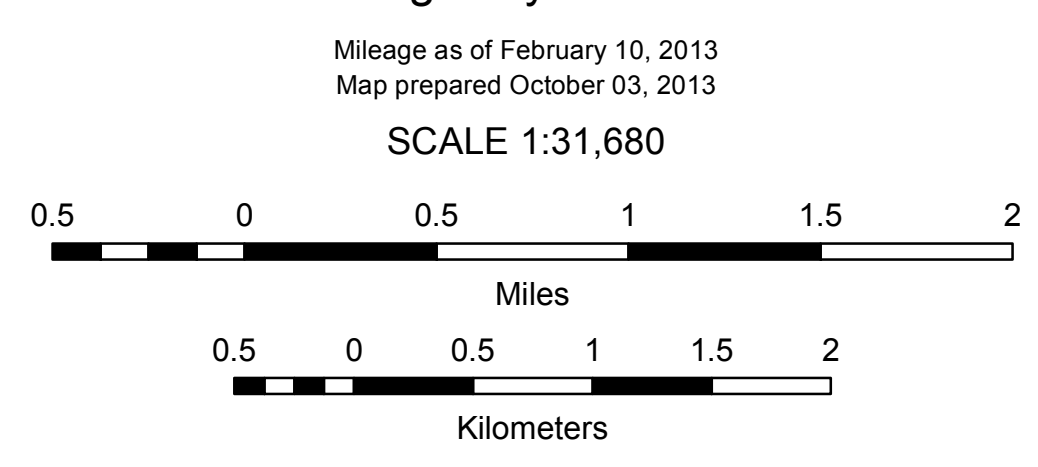 Mileage as of February 10, 2013
Map prepared October 03, 2013
SCALE 1:31,680
0.5 0 0.5 1 1.5 2
Miles
0.5 0 0.5 1 1.5 2
Kilometers